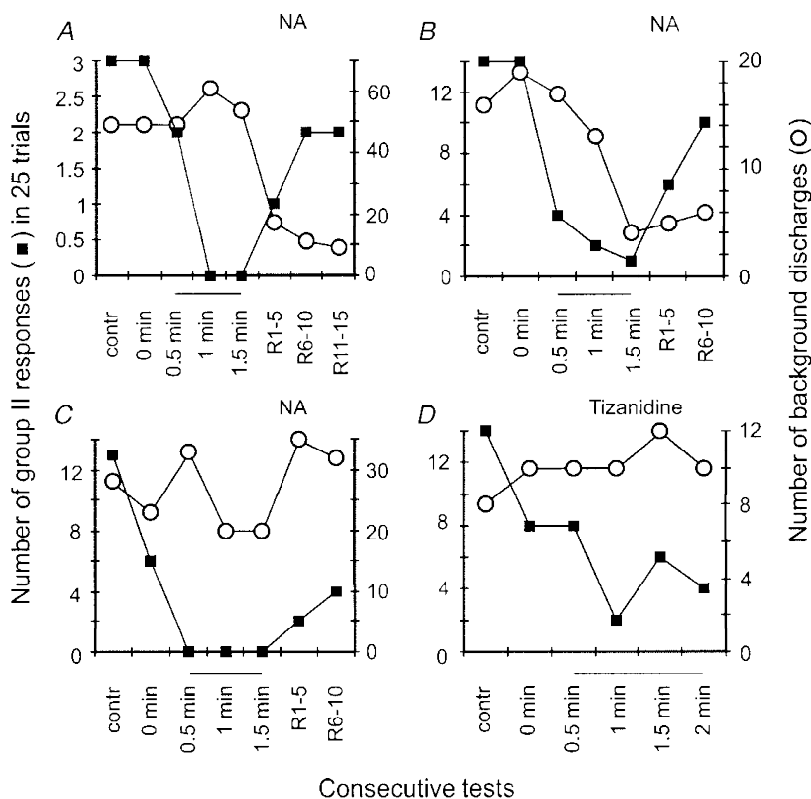 A
NA
B
NA
3
2.5
2
1.5
1
0.5
0
60
40
20
0
12
8
4
0
20
10
0
contr
0 min
0.5 min
1 min
1.5 min
R1-5
R6-10
R11-15
contr
0 min
0.5 min
1 min
1.5 min
R1-5
R6-10
C
NA
D
Tizanidine
12
8
4
0
30
20
10
0
12
8
4
0
12
8
4
0
contr
0 min
0.5 min
1 min
1.5 min
R1-5
R6-10
contr
0 min
0.5 min
1 min
1.5 min
2 min
Number of group II responses (■) in 25 trials
Number of background discharges (O)
Consecutive tests